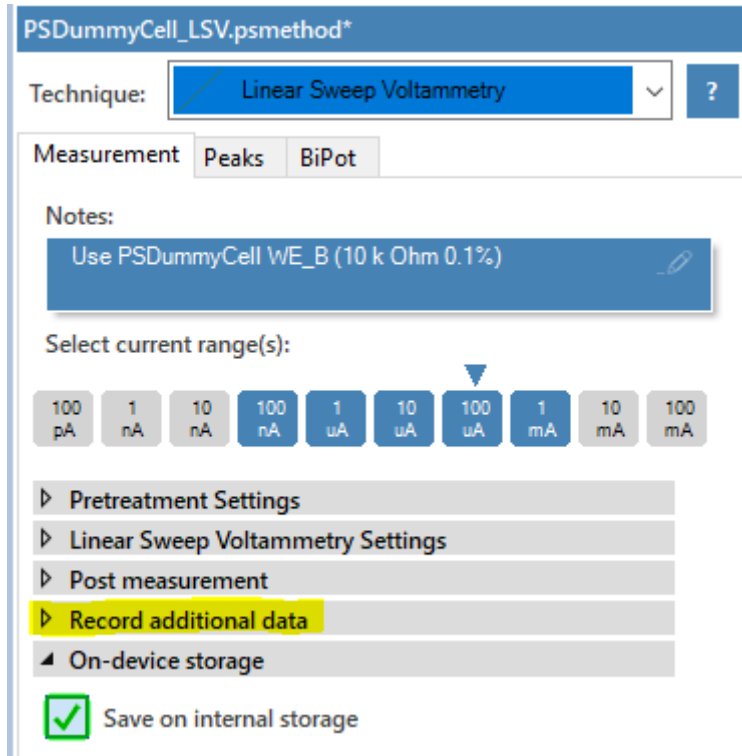 PSDummyCell_LSV.psmethod*
Technique: Linear Sweep Voltammetry ?
Measurement Peaks BiPot
Notes:
Use PSDummyCell WE_B (10 k Ohm 0.1%)
Select current range(s):
100 pA 1 nA 10 nA 100 nA 1 uA 10 uA 100 uA 1 mA 10 mA 100 mA
Pretreatment Settings
Linear Sweep Voltammetry Settings
Post measurement
Record additional data
On-device storage
Save on internal storage